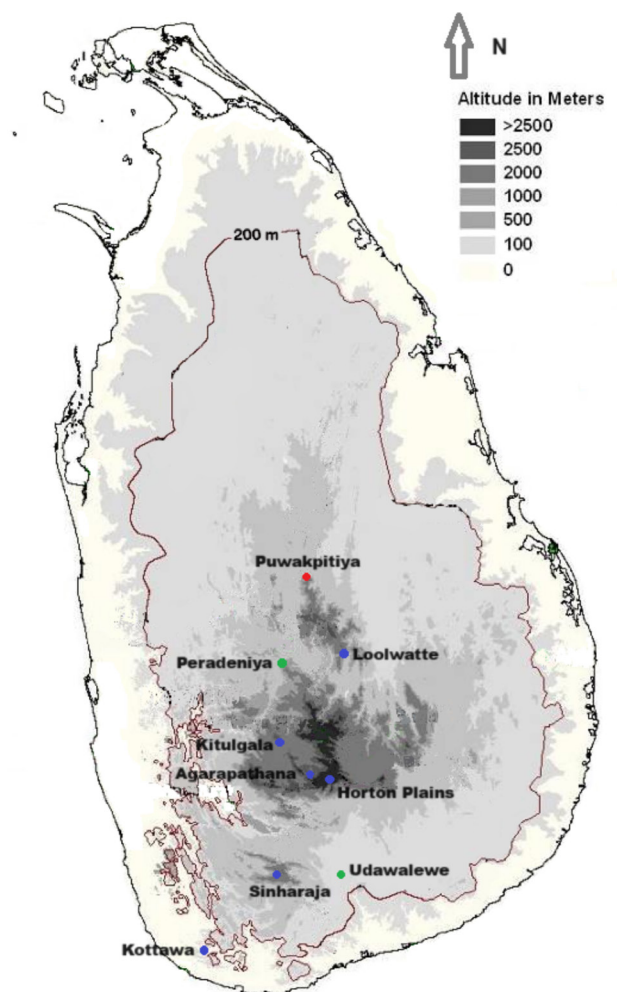 N
Altitude in Meters
>2500
2500
2000
1000
500
100
0
200 m
Puwakpitiya
Loolwatte
Peradeniya
Kitulgala
Agarapathana
Horton Plains
Udawalewe
Sinharaja
Kottawa